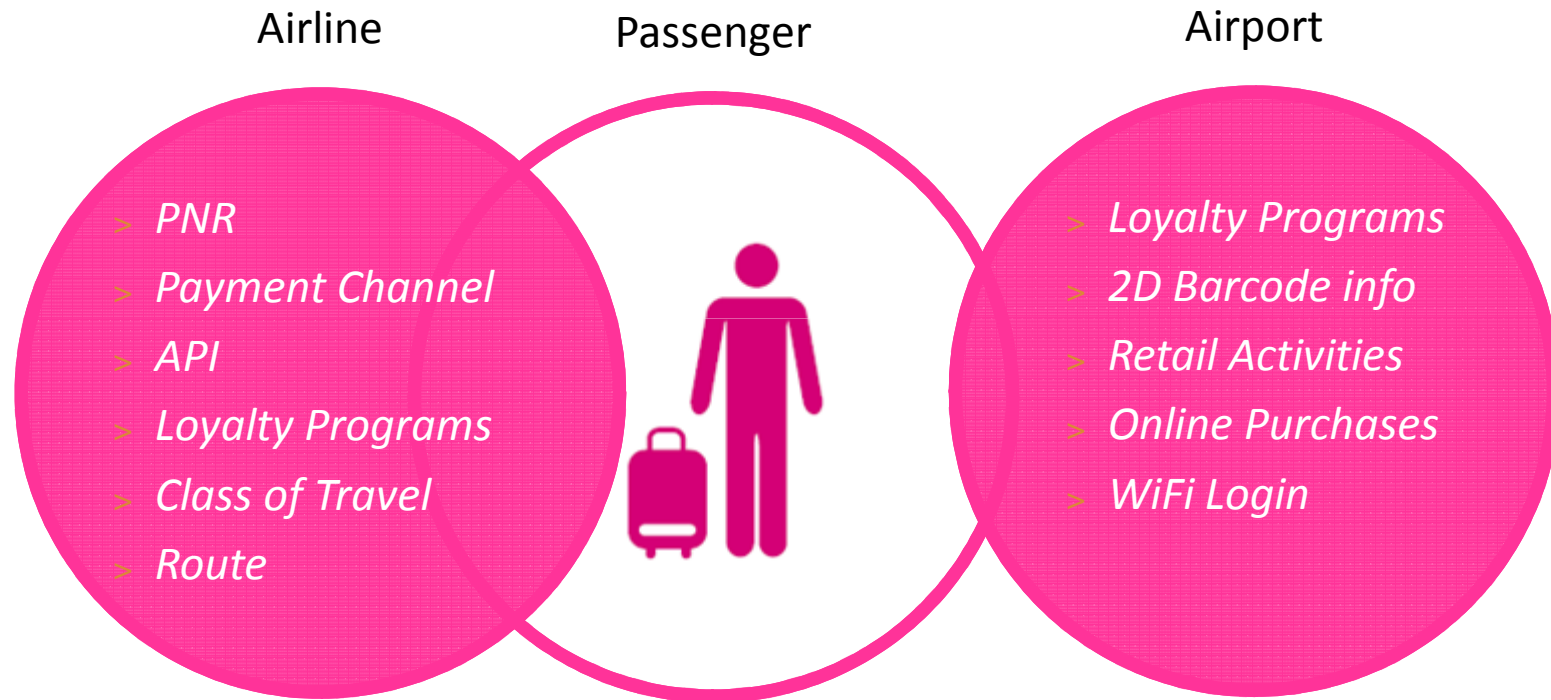 Airline
Passenger
Airport
> PNR
> Payment Channel
> API
> Loyalty Programs
> Class of Travel
> Route
> Loyalty Programs
> 2D Barcode info
> Retail Activities
> Online Purchases
> WiFi Login